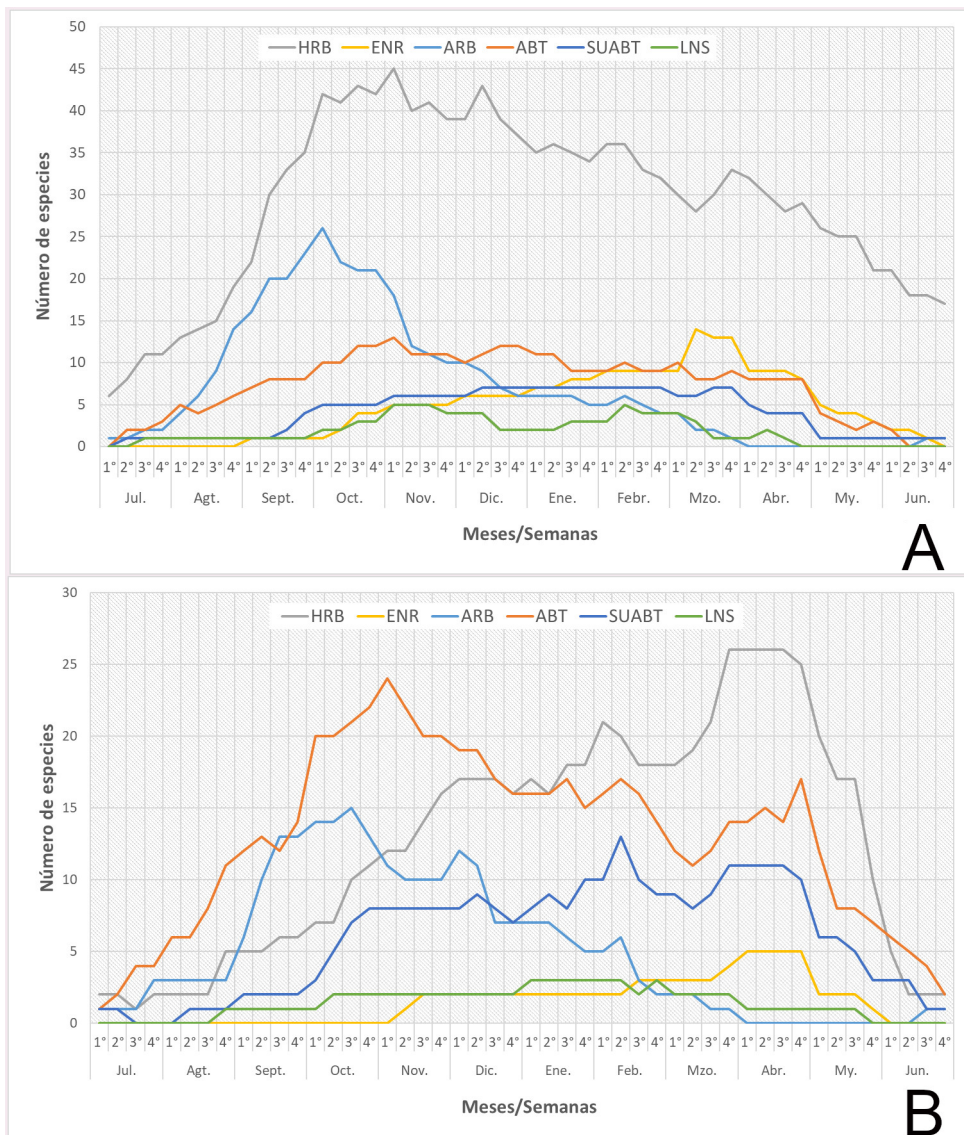 50
45
40
35
30
25
20
15
10
5
0
Número de especies
HRB ENR ARB ABT SUABT LNS
1° 2° 3° 4° 1° 2° 3° 4° 1° 2° 3° 4° 1° 2° 3° 4° 1° 2° 3° 4° 1° 2° 3° 4° 1° 2° 3° 4° 1° 2° 3° 4° 1° 2° 3° 4° 1° 2° 3° 4° 1° 2° 3° 4° 1° 2° 3° 4°
Jul. Agt. Sept. Oct. Nov. Dic. Ene. Febr. Mzo. Abr. My. Jun.
Meses/Semanas
A
30
25
20
15
10
5
0
Número de especies
HRB ENR ARB ABT SUABT LNS
1° 2° 3° 4° 1° 2° 3° 4° 1° 2° 3° 4° 1° 2° 3° 4° 1° 2° 3° 4° 1° 2° 3° 4° 1° 2° 3° 4° 1° 2° 3° 4° 1° 2° 3° 4° 1° 2° 3° 4° 1° 2° 3° 4° 1° 2° 3° 4°
Jul. Agt. Sept. Oct. Nov. Dic. Ene. Feb. Mzo. Abr. My. Jun.
Meses/Semanas
B